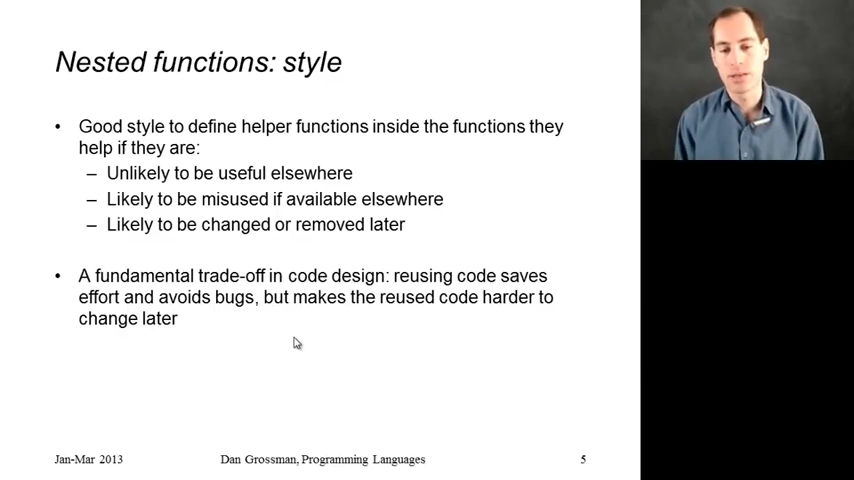 Nested functions: style
• Good style to define helper functions inside the functions they
help if they are:
– Unlikely to be useful elsewhere
– Likely to be misused if available elsewhere
– Likely to be changed or removed later
• A fundamental trade-off in code design: reusing code saves
effort and avoids bugs, but makes the reused code harder to
change later
Jan-Mar 2013 Dan Grossman, Programming Languages 5